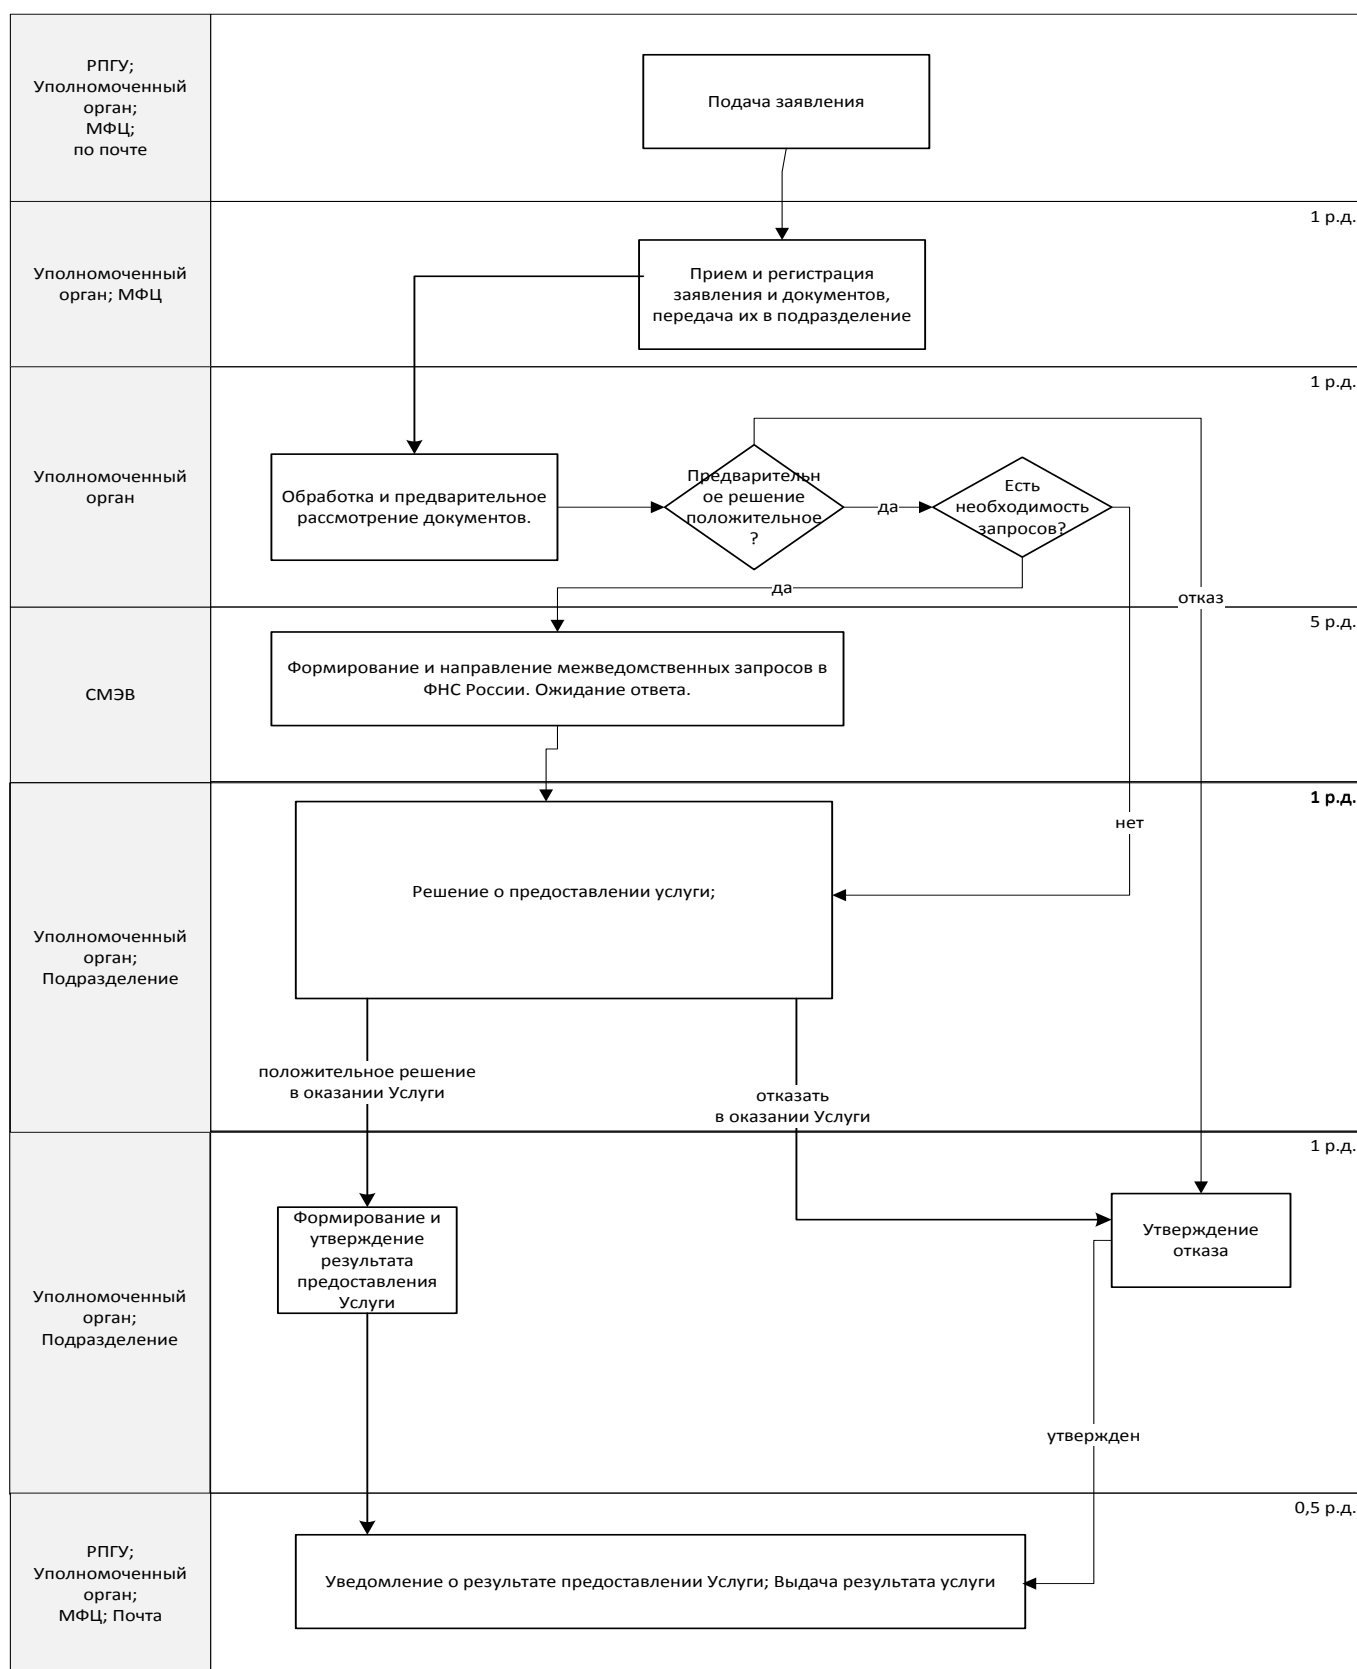 РПГУ;
Уполномоченный
орган;
МФЦ;
по почте
Подача заявления
1 р.д.
Уполномоченный
орган; МФЦ
Прием и регистрация
заявления и документов,
передача их в подразделение
1 р.д.
Уполномоченный
орган
Обработка и предварительное
рассмотрение документов.
Предварительн
ое решение
положительное
?
да
Есть
необходимость
запросов?
да
отказ
5 р.д.
СМЭВ
Формирование и направление межведомственных запросов в
ФНС России. Ожидание ответа.
1 р.д.
нет
Уполномоченный
орган;
Подразделение
Решение о предоставлении услуги;
положительное решение
в оказании Услуги
отказать
в оказании Услуги
1 р.д.
Уполномоченный
орган;
Подразделение
Формирование и
утверждение
результата
предоставления
Услуги
Утверждение
отказа
утвержден
0,5 р.д.
РПГУ;
Уполномоченный
орган;
МФЦ; Почта
Уведомление о результате предоставлении Услуги; Выдача результата услуги